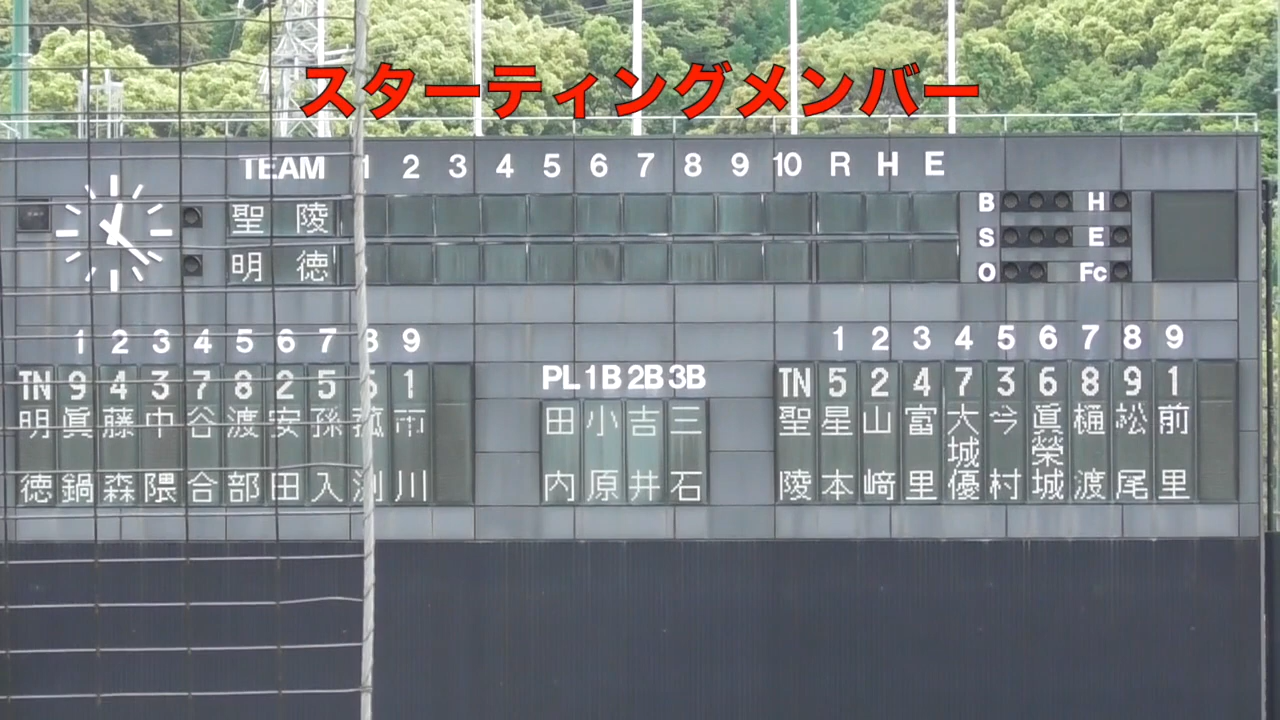 スターティングメンバー
TEAM 1 2 3 4 5 6 7 8 9 10 R H E
聖陵
明徳
B H
S E
O Fc
1 2 3 4 5 6 7 8 9
TN 9 4 3 7 8 2 5 6 1
明徳 眞鍋 藤森 中隈 谷合 渡部 安田 孫入 菰渕 市川
PL 1B 2B 3B
田内 小原 吉井 三石
1 2 3 4 5 6 7 8 9
TN 5 2 4 7 3 6 8 9 1
聖陵 星本 山﨑 富里 大城優 今村 眞榮城 樋渡 松尾 前里